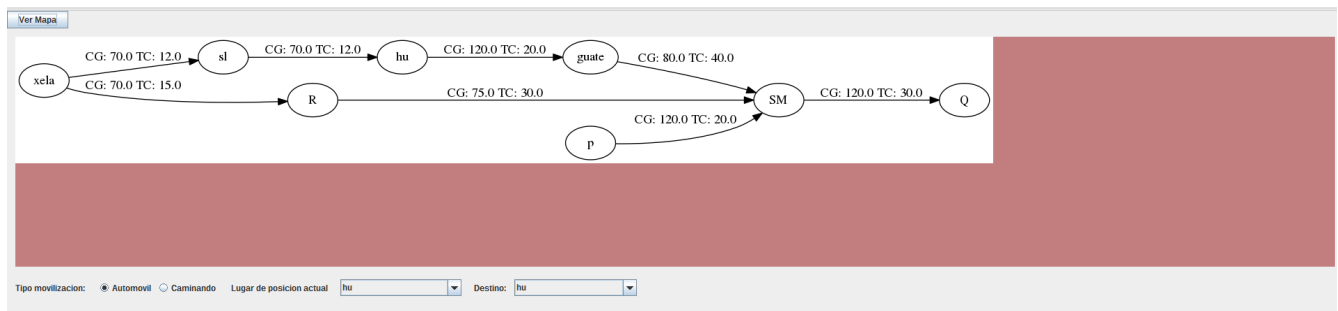 Ver Mapa
CG: 70.0 TC: 12.0 sl CG: 70.0 TC: 12.0 hu CG: 120.0 TC: 20.0 guate CG: 80.0 TC: 40.0
xela
CG: 70.0 TC: 15.0 R CG: 75.0 TC: 30.0 SM CG: 120.0 TC: 30.0 Q
CG: 120.0 TC: 20.0
p
Tipo movilizacion: Automovil Caminando Lugar de posicion actual hu Destino: hu